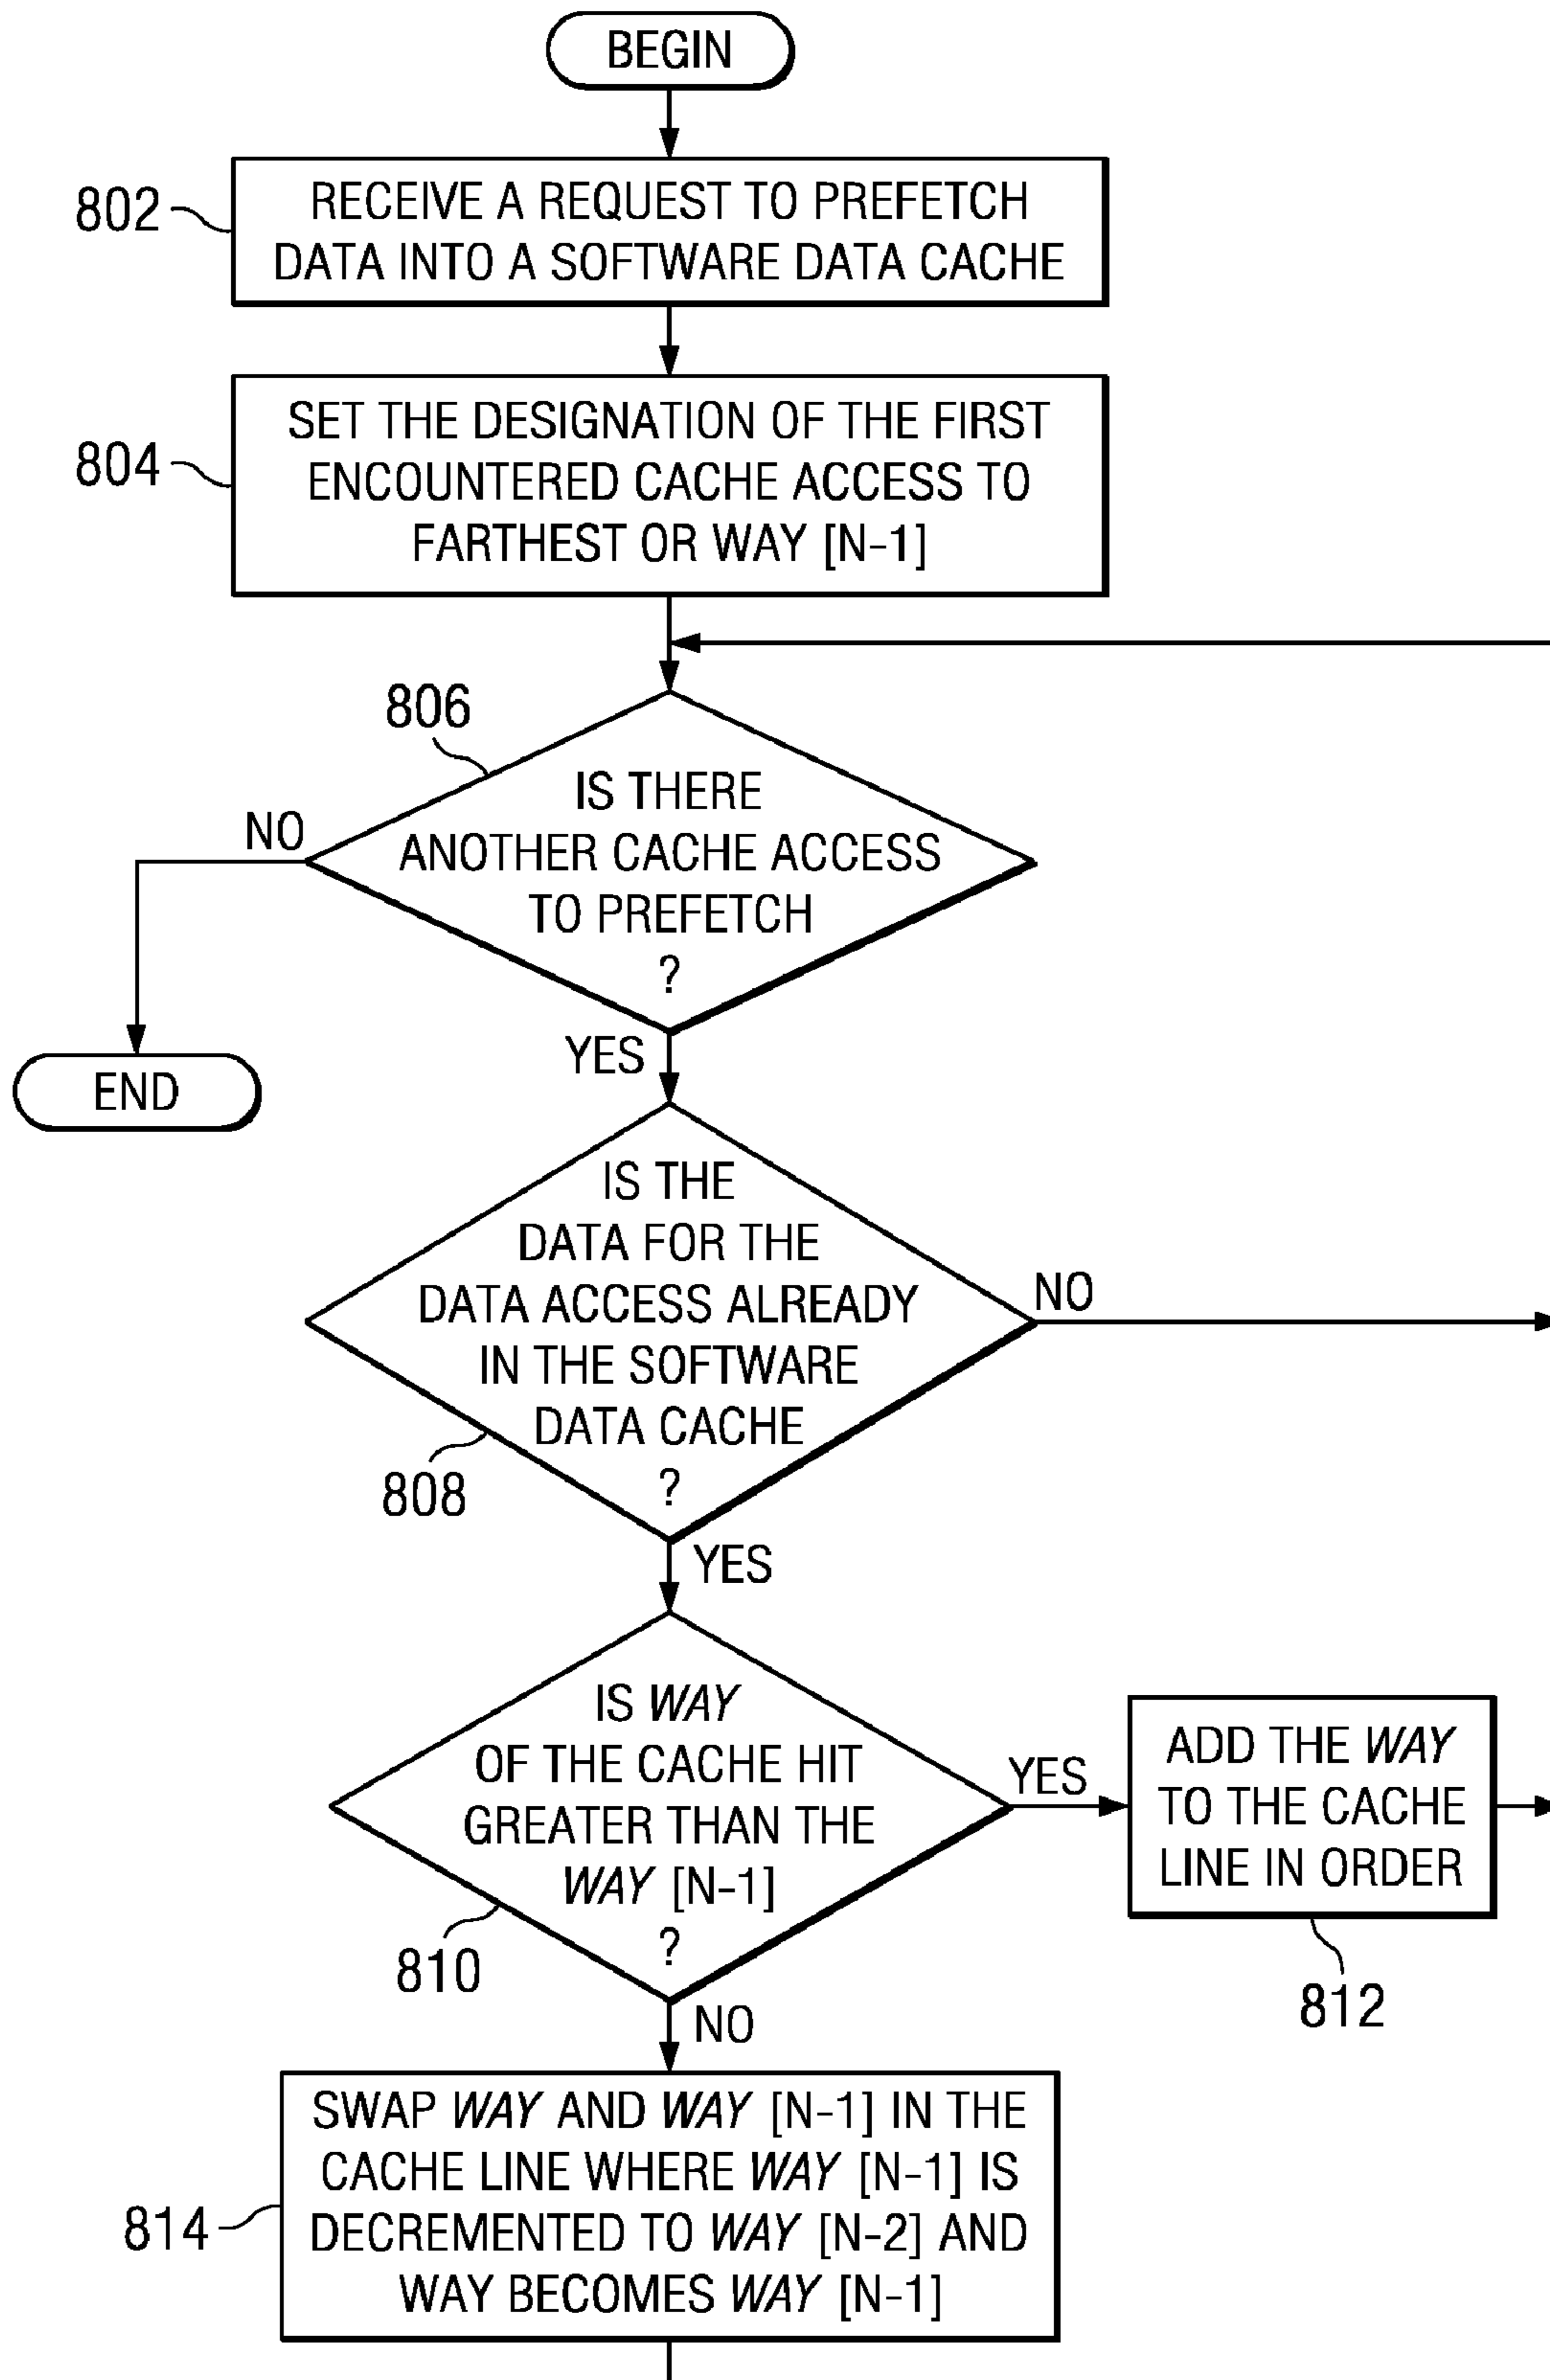 BEGIN
802
RECEIVE A REQUEST TO PREFETCH
DATA INTO A SOFTWARE DATA CACHE
804
SET THE DESIGNATION OF THE FIRST
ENCOUNTERED CACHE ACCESS TO
FARTHEST OR WAY [N-1]
806
IS THERE
ANOTHER CACHE ACCESS
TO PREFETCH
?
NO
YES
END
IS THE
DATA FOR THE
DATA ACCESS ALREADY
IN THE SOFTWARE
DATA CACHE
?
NO
808
YES
IS WAY
OF THE CACHE HIT
GREATER THAN THE
WAY [N-1]
?
YES
810
ADD THE WAY
TO THE CACHE
LINE IN ORDER
812
NO
SWAP WAY AND WAY [N-1] IN THE
CACHE LINE WHERE WAY [N-1] IS
DECREMENTED TO WAY [N-2] AND
WAY BECOMES WAY [N-1]
814